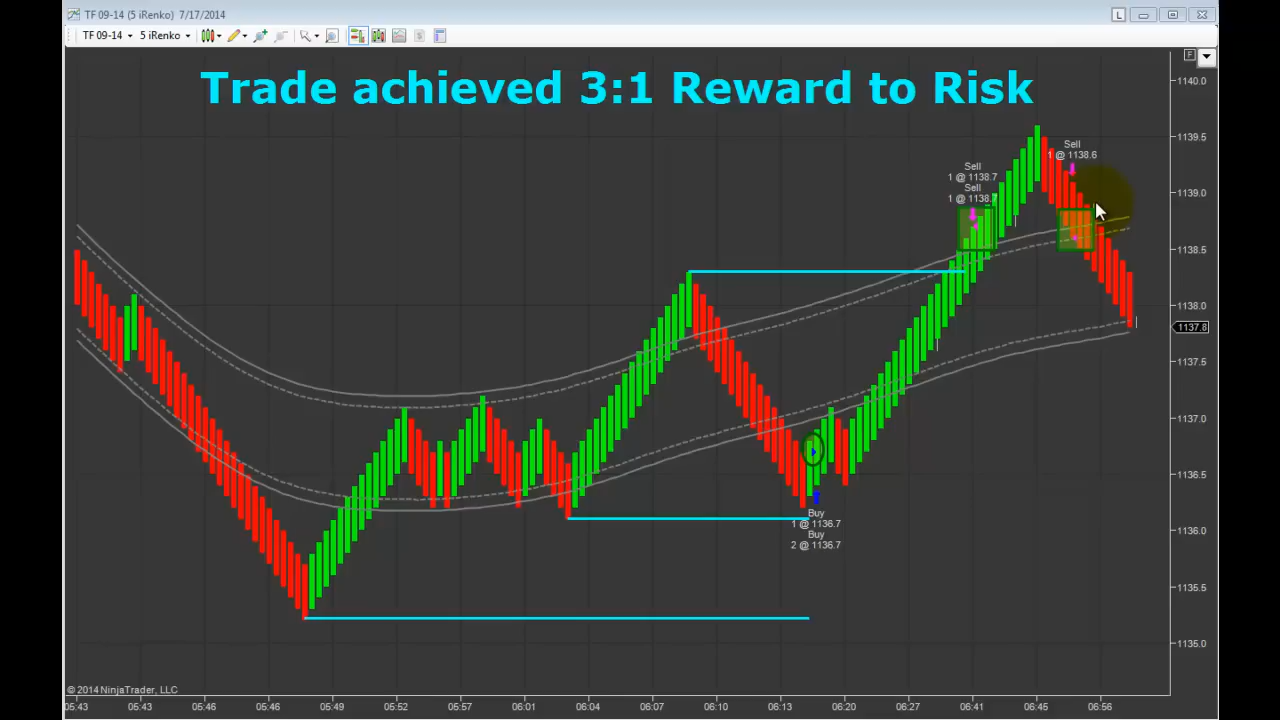 TF 09-14 (5 iRenko) 7/17/2014
L
TF 09-14 5 iRenko
F
Trade achieved 3:1 Reward to Risk
1140.0
1139.5
1139.0
1138.5
1138.0
1137.8
1137.5
1137.0
1136.5
1136.0
1135.5
1135.0
Sell
1 @ 1138.6
Sell
1 @ 1138.7
Sell
1 @ 1138.7
Buy
1 @ 1136.7
Buy
2 @ 1136.7
© 2014 NinjaTrader, LLC
05:43 05:43 05:46 05:46 05:49 05:52 05:57 06:01 06:04 06:07 06:10 06:13 06:20 06:27 06:41 06:45 06:56